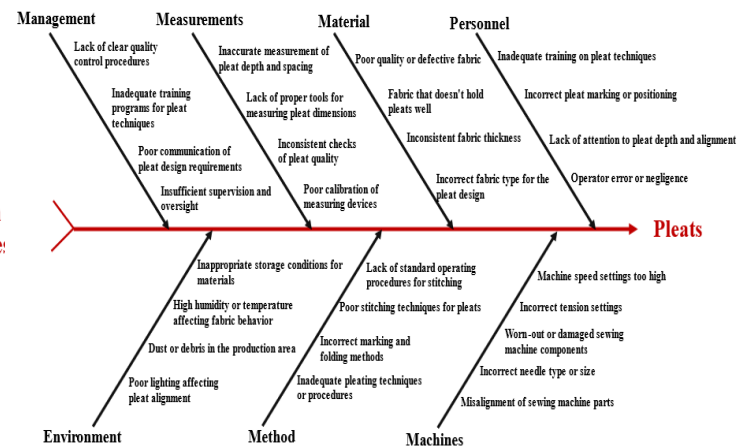 Management
Measurements
Material
Personnel
Lack of clear quality
control procedures
Inadequate training
programs for pleat
techniques
Poor communication of
pleat design requirements
Insufficient supervision and
oversight
Inaccurate measurement of
pleat depth and spacing
Lack of proper tools for
measuring pleat dimensions
Inconsistent checks
of pleat quality
Poor calibration of
measuring devices
Poor quality or defective fabric
Fabric that doesn't hold
pleats well
Inconsistent fabric thickness
Incorrect fabric type for the
pleat design
Inadequate training on pleat techniques
Incorrect pleat marking or positioning
Lack of attention to pleat depth and alignment
Operator error or negligence
Pleats
Inappropriate storage conditions for
materials
High humidity or temperature
affecting fabric behavior
Dust or debris in the production area
Poor lighting affecting
pleat alignment
Lack of standard operating
procedures for stitching
Poor stitching techniques for pleats
Incorrect marking and
folding methods
Inadequate pleating techniques
or procedures
Machine speed settings too high
Incorrect tension settings
Worn-out or damaged sewing
machine components
Incorrect needle type or size
Misalignment of sewing machine parts
Environment
Method
Machines